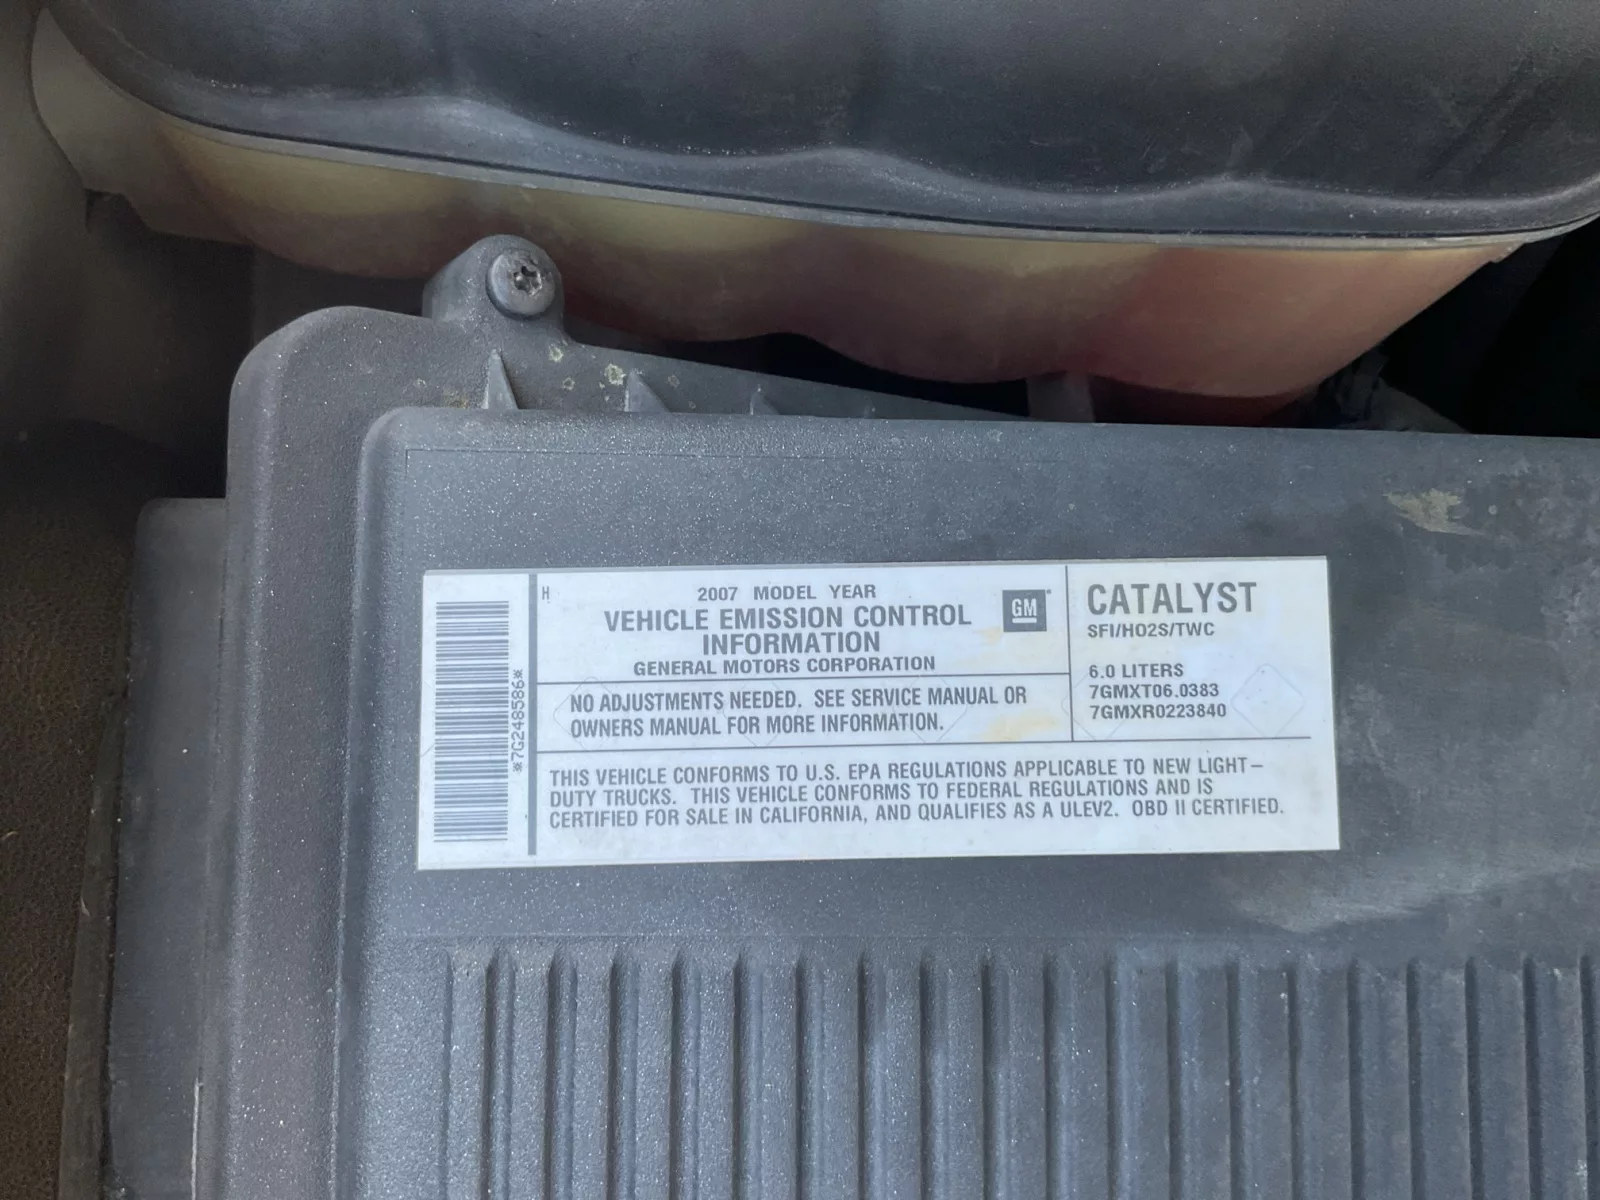 *7G248586*
H
2007 MODEL YEAR
VEHICLE EMISSION CONTROL
INFORMATION
GENERAL MOTORS CORPORATION
GM
NO ADJUSTMENTS NEEDED. SEE SERVICE MANUAL OR
OWNERS MANUAL FOR MORE INFORMATION.
CATALYST
SFI/HO2S/TWC
6.0 LITERS
7GMXT06.0383
7GMXR0223840
THIS VEHICLE CONFORMS TO U.S. EPA REGULATIONS APPLICABLE TO NEW LIGHT-
DUTY TRUCKS. THIS VEHICLE CONFORMS TO FEDERAL REGULATIONS AND IS
CERTIFIED FOR SALE IN CALIFORNIA, AND QUALIFIES AS A ULEV2. OBD II CERTIFIED.